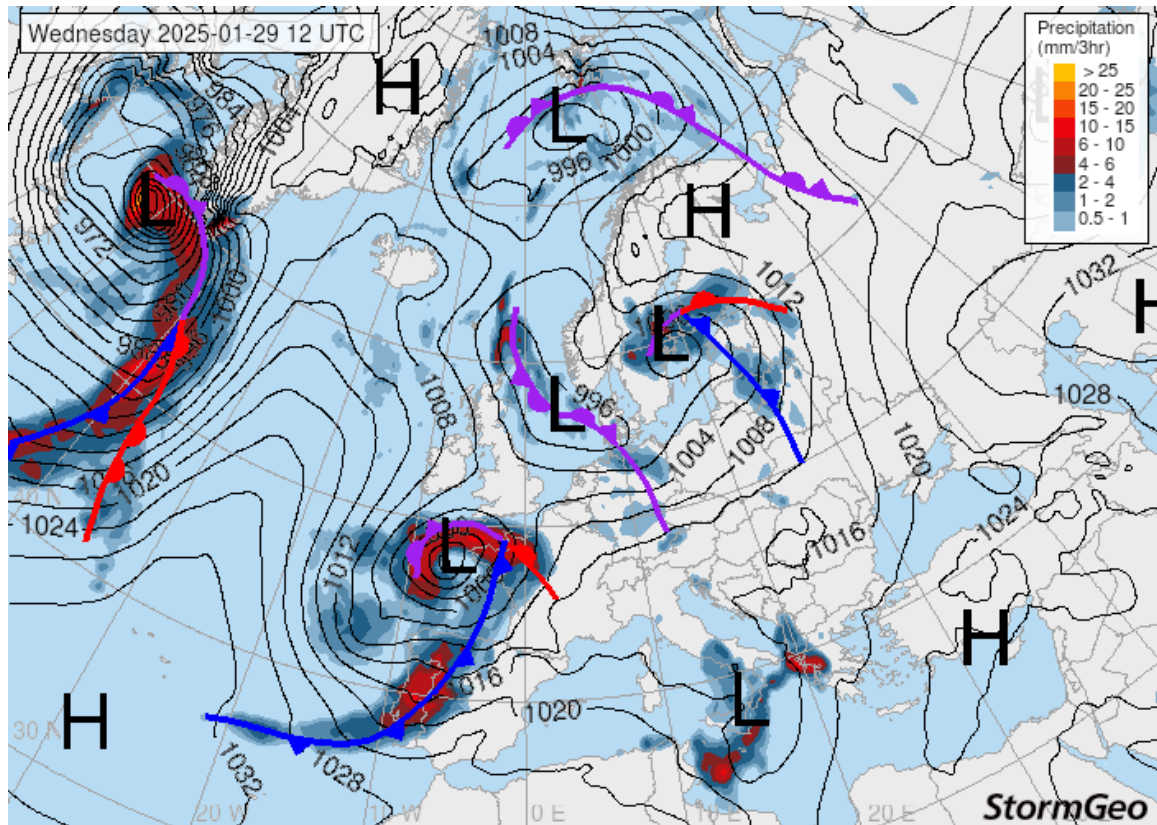 Wednesday 2025-01-29 12 UTC
Precipitation
(mm/3hr)
> 25
20 - 25
15 - 20
10 - 15
6 - 10
4 - 6
2 - 4
1 - 2
0.5 - 1
1008
1004
984
1004
H
L
996
1000
L
972
1000
H
1012
1032
H
L
1028
1008
L
996
1004
1008
1020
1020
1024
1024
1016
L
1012
H
1016
L
1020
H
30 N
1032
1028
20 W
10 W
0 E
10 E
20 E
StormGeo